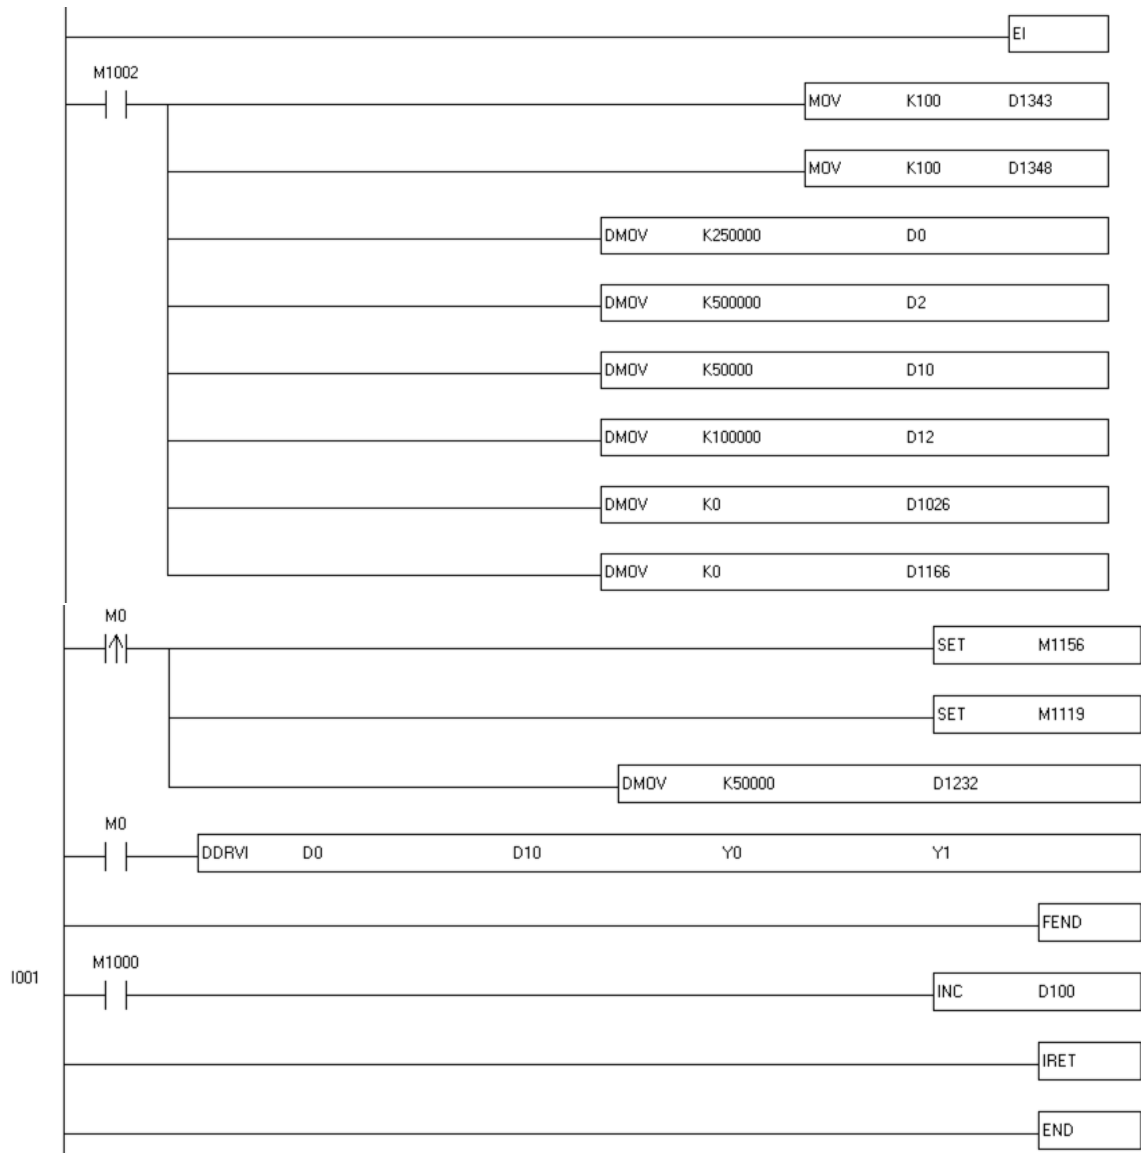 EI
M1002
MOV K100 D1343
MOV K100 D1348
DMOV K250000 D0
DMOV K500000 D2
DMOV K50000 D10
DMOV K100000 D12
DMOV K0 D1026
DMOV K0 D1166
M0
SET M1156
SET M1119
DMOV K50000 D1232
M0
DDRVI D0 D10 Y0 Y1
FEND
M1000
I001
INC D100
IRET
END